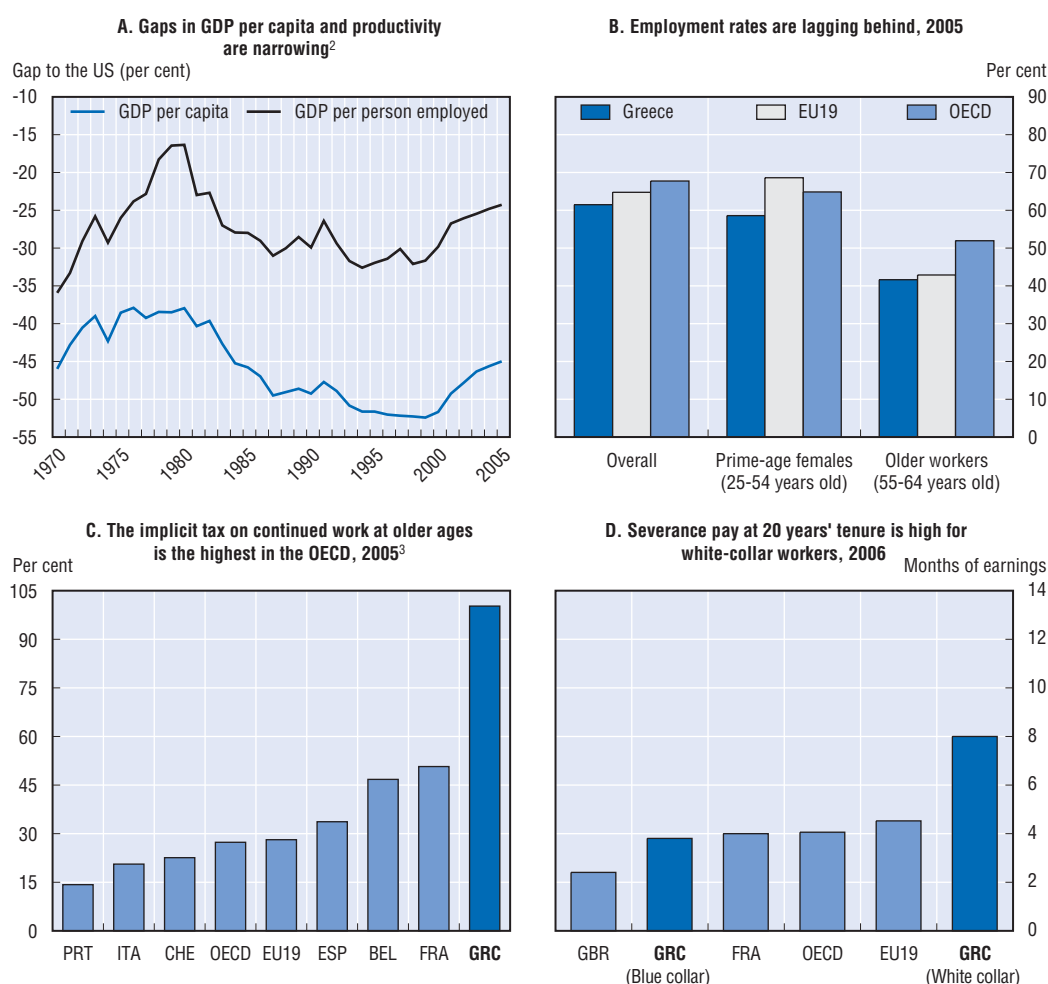 A. Gaps in GDP per capita and productivity
are narrowing2
Gap to the US (per cent)
GDP per capita
GDP per person employed
-10
-15
-20
-25
-30
-35
-40
-45
-50
-55
1970
1975
1980
1985
1990
1995
2000
2005
B. Employment rates are lagging behind, 2005
Per cent
Greece
EU19
OECD
90
80
70
60
50
40
30
20
10
0
Overall
Prime-age females
(25-54 years old)
Older workers
(55-64 years old)
C. The implicit tax on continued work at older ages
is the highest in the OECD, 20053
Per cent
105
90
75
60
45
30
15
0
PRT
ITA
CHE
OECD
EU19
ESP
BEL
FRA
GRC
D. Severance pay at 20 years' tenure is high for
white-collar workers, 2006
Months of earnings
14
12
10
8
6
4
2
0
GBR
GRC
(Blue collar)
FRA
OECD
EU19
GRC
(White collar)